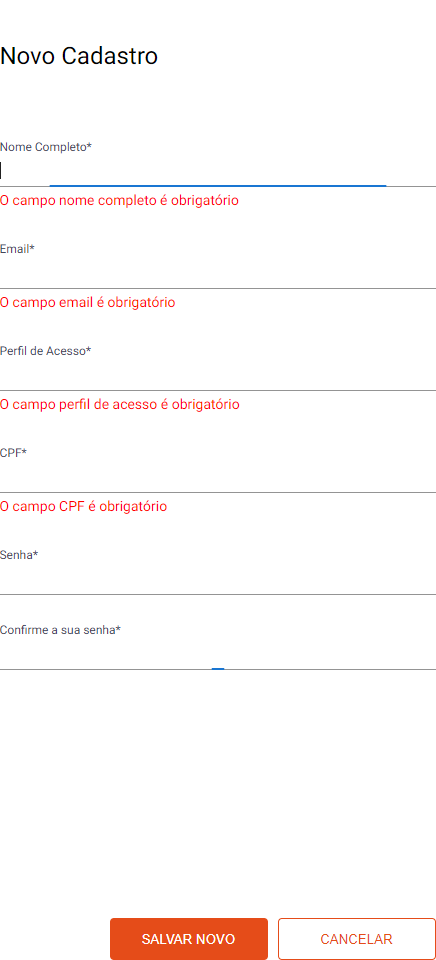 Novo Cadastro
Nome Completo*
O campo nome completo é obrigatório
Email*
O campo email é obrigatório
Perfil de Acesso*
O campo perfil de acesso é obrigatório
CPF*
O campo CPF é obrigatório
Senha*
Confirme a sua senha*
SALVAR NOVO
CANCELAR